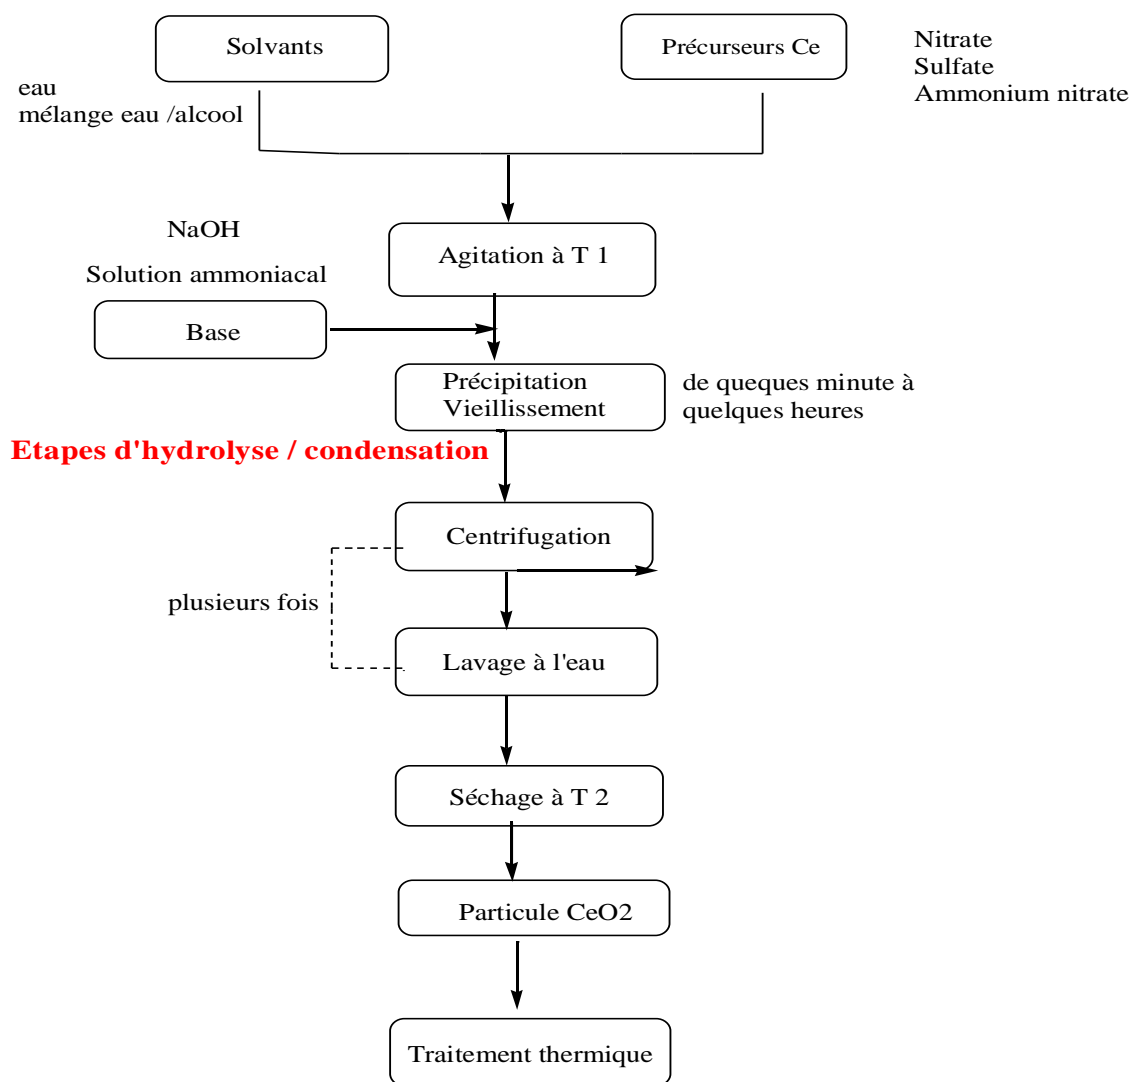 Solvants
Précurseurs Ce
Nitrate
Sulfate
Ammonium nitrate
eau
mélange eau /alcool
NaOH
Solution ammoniacal
Agitation à T 1
Base
Précipitation
Vieillissement
de queques minute à
quelques heures
Etapes d'hydrolyse / condensation
Centrifugation
plusieurs fois
Lavage à l'eau
Séchage à T 2
Particule CeO2
Traitement thermique